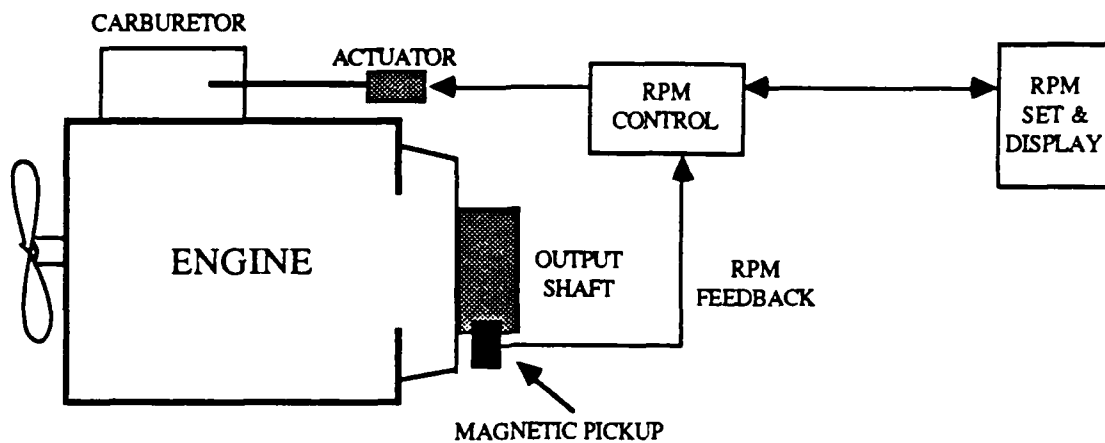 CARBURETOR
ACTUATOR
RPM
CONTROL
RPM
SET &
DISPLAY
ENGINE
OUTPUT
SHAFT
RPM
FEEDBACK
MAGNETIC PICKUP